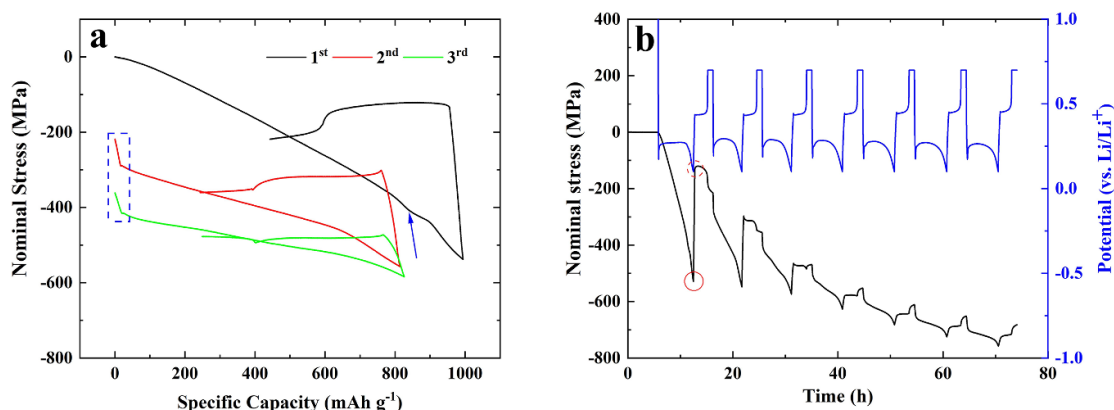 a
1st 2nd 3rd
Nominal Stress (MPa)
0
-200
-400
-600
-800
0 200 400 600 800 1000
Specific Capacity (mAh g-1)
b
Nominal stress (MPa)
400
200
0
-200
-400
-600
-800
0 20 40 60 80
Time (h)
1.0
0.5
0.0
-0.5
-1.0
Potential (vs. Li/Li+)